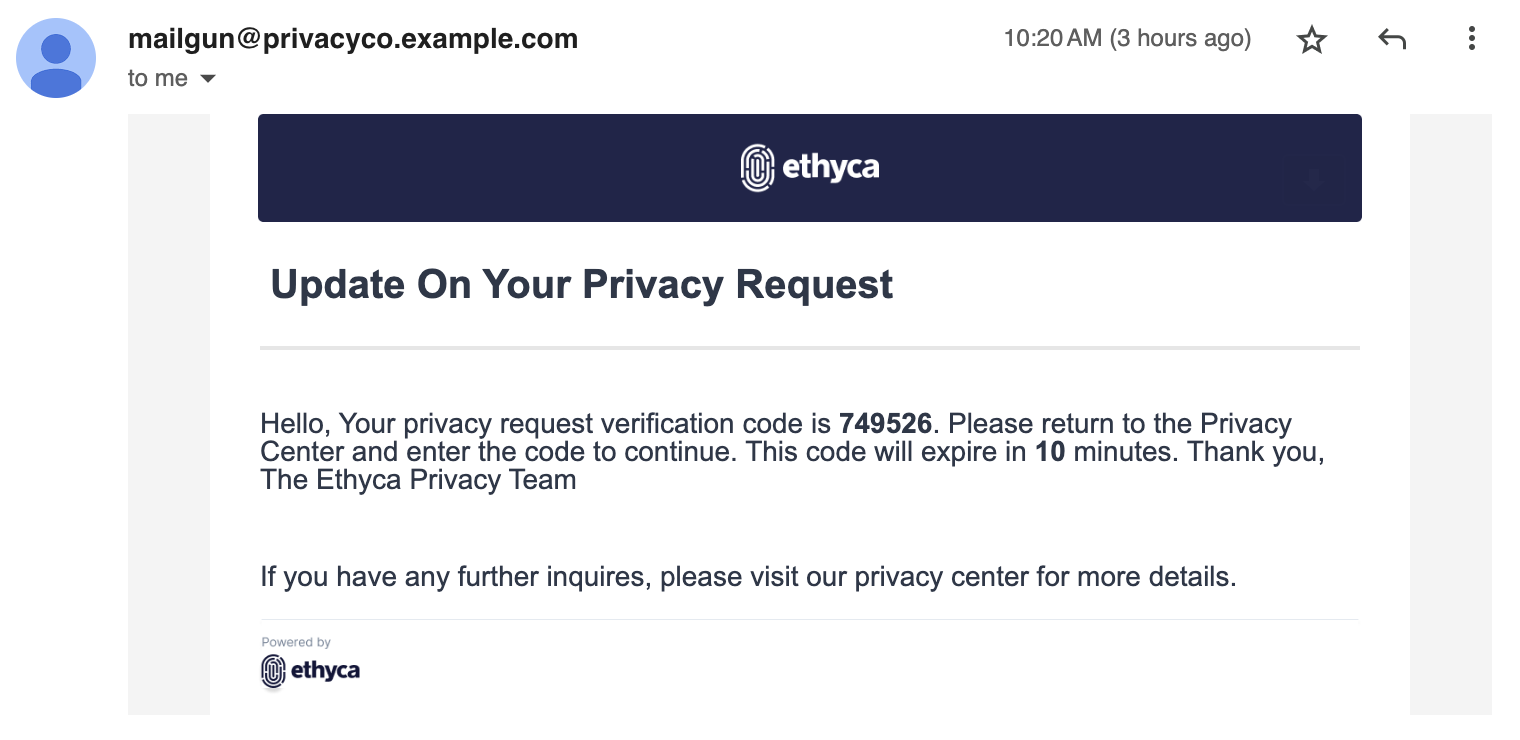 mailgun@privacyco.example.com
10:20 AM (3 hours ago)
to me
ethyca
Update On Your Privacy Request
Hello, Your privacy request verification code is 749526. Please return to the Privacy
Center and enter the code to continue. This code will expire in 10 minutes. Thank you,
The Ethyca Privacy Team
If you have any further inquires, please visit our privacy center for more details.
Powered by
ethyca